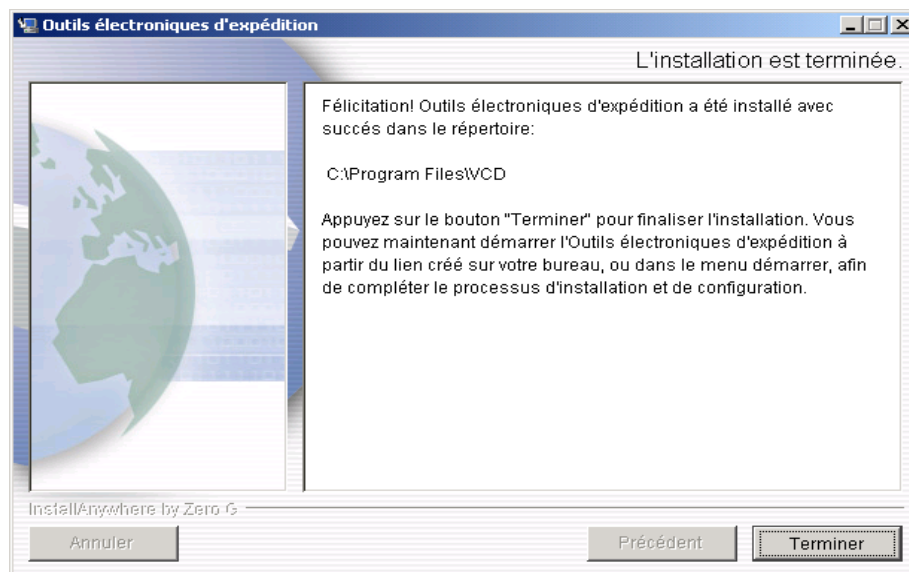 Outils électroniques d'expédition
L'installation est terminée.
Félicitation! Outils électroniques d'expédition a été installé avec
succés dans le répertoire:
C:\Program Files\VCD
Appuyez sur le bouton "Terminer" pour finaliser l'installation. Vous
pouvez maintenant démarrer l'Outils électroniques d'expédition à
partir du lien créé sur votre bureau, ou dans le menu démarrer, afin
de compléter le processus d'installation et de configuration.
InstallAnywhere by Zero G
Annuler
Précédent
Terminer